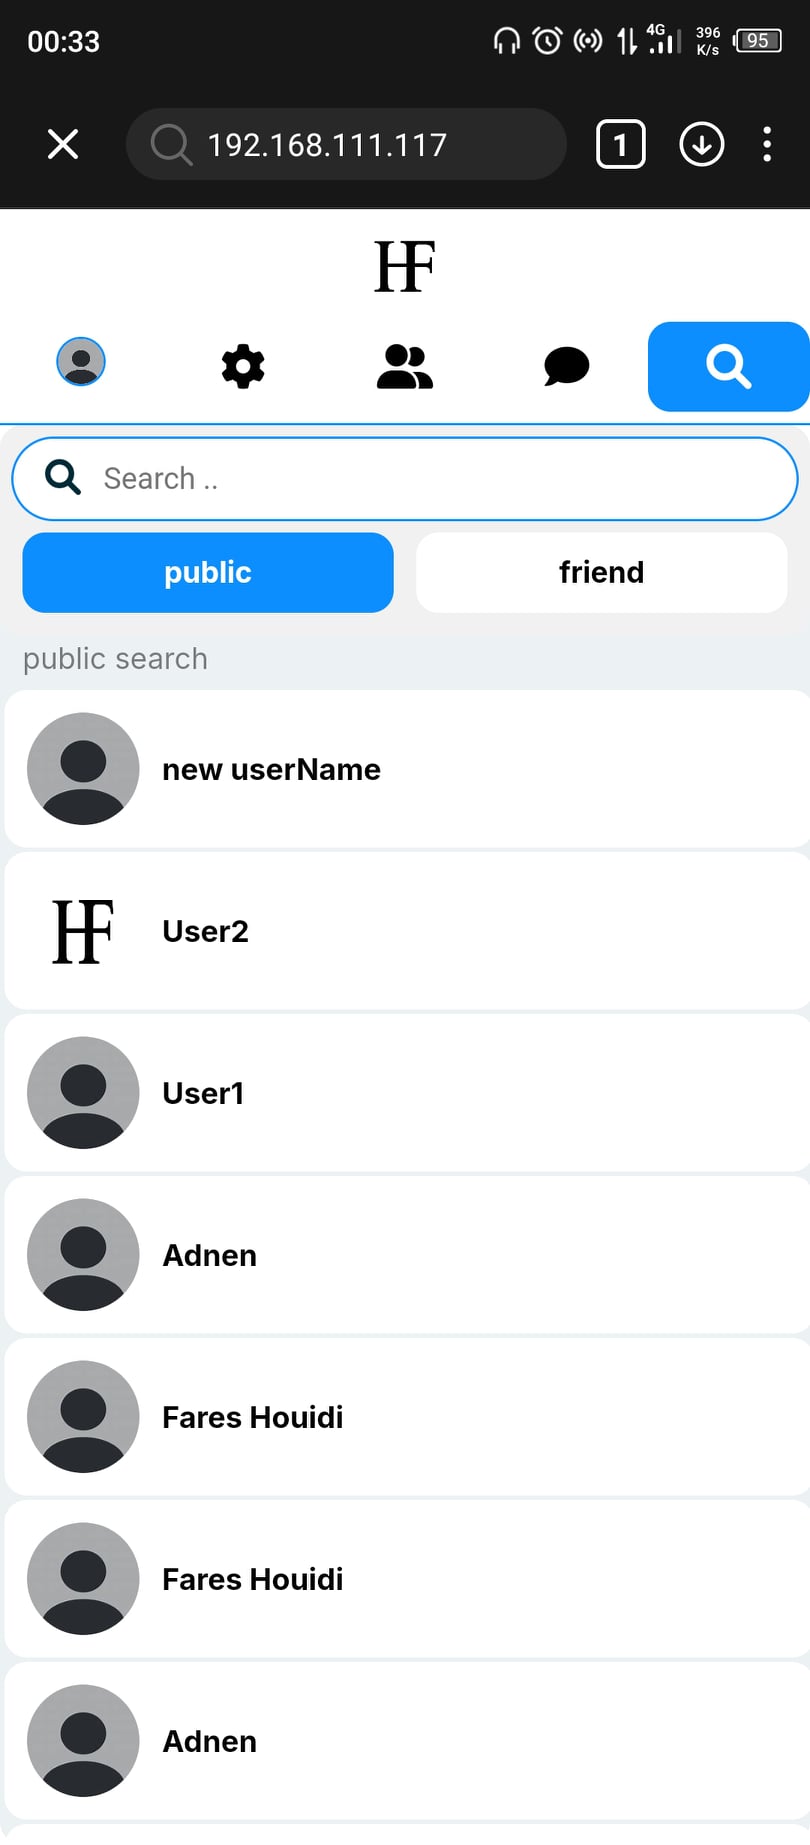 00:33
4G
396
K/s
95
192.168.111.117
1
HF
Search ..
public
friend
public search
new userName
HF
User2
User1
Adnen
Fares Houidi
Fares Houidi
Adnen